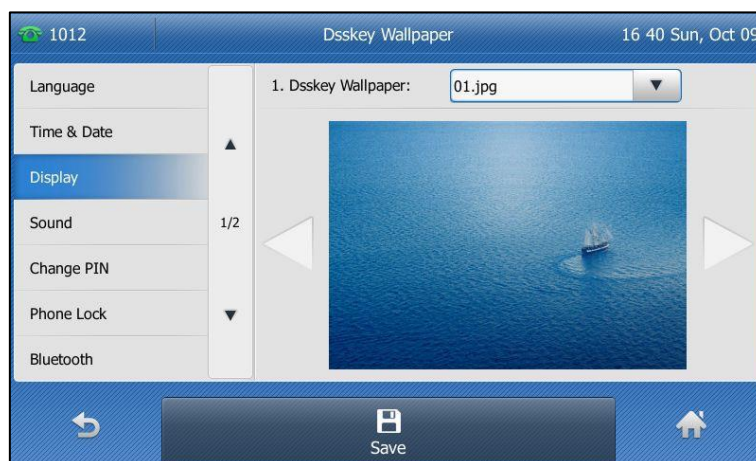 1012
Dsskey Wallpaper
16 40 Sun, Oct 09
Language
Time & Date
Display
Sound
Change PIN
Phone Lock
Bluetooth
1/2
1. Dsskey Wallpaper:
01.jpg
Save